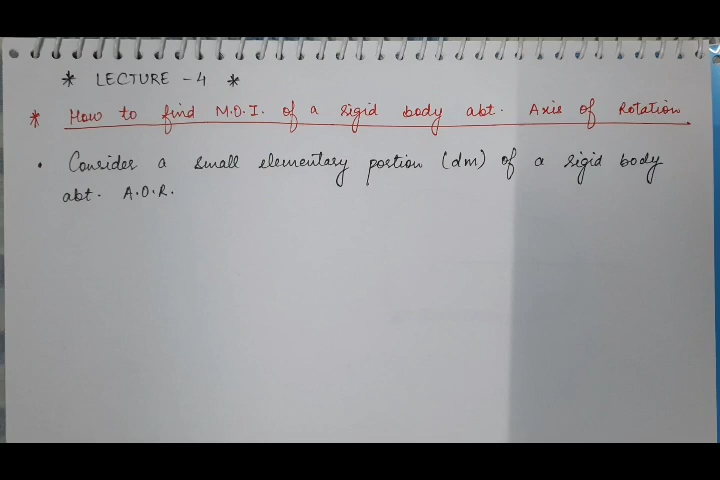 * LECTURE - 4 *
* How to find M.O.I. of a rigid body abt. Axis of Rotation
• Consider a small elementary portion (dm) of a rigid body
abt. A.O.R.